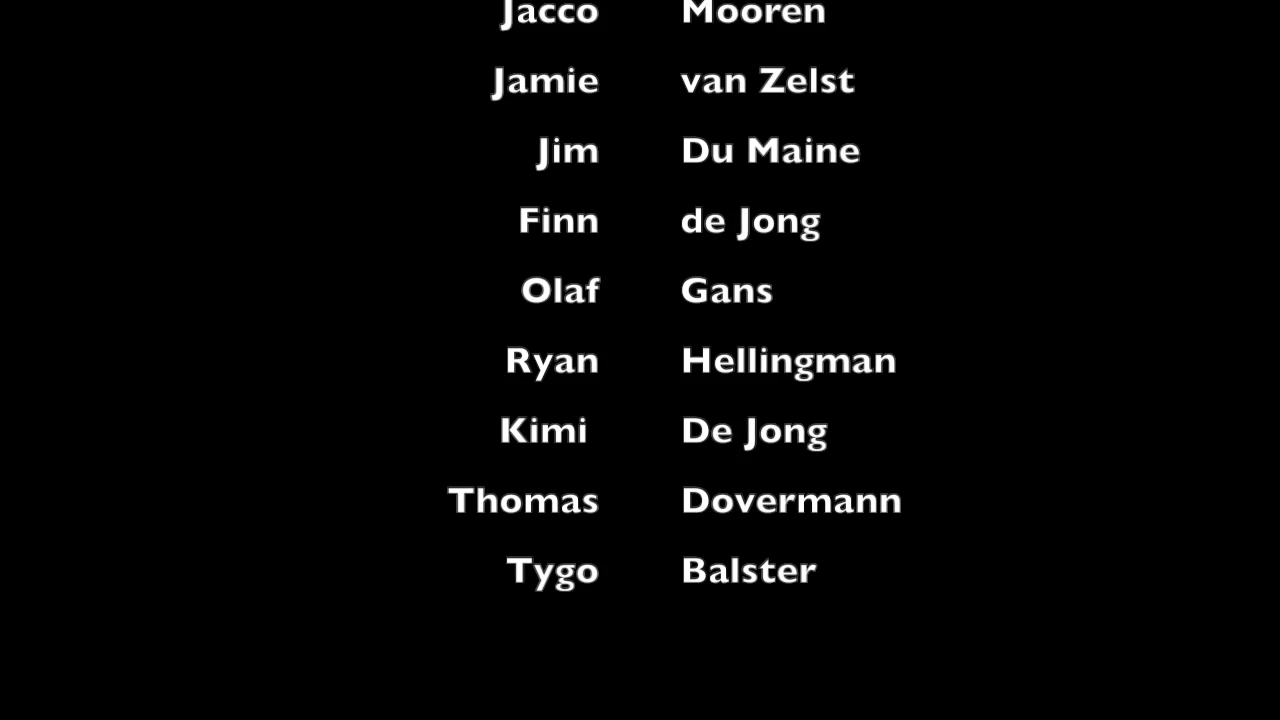 Jacco Mooren
Jamie van Zelst
Jim Du Maine
Finn de Jong
Olaf Gans
Ryan Hellingman
Kimi De Jong
Thomas Dovermann
Tygo Balster